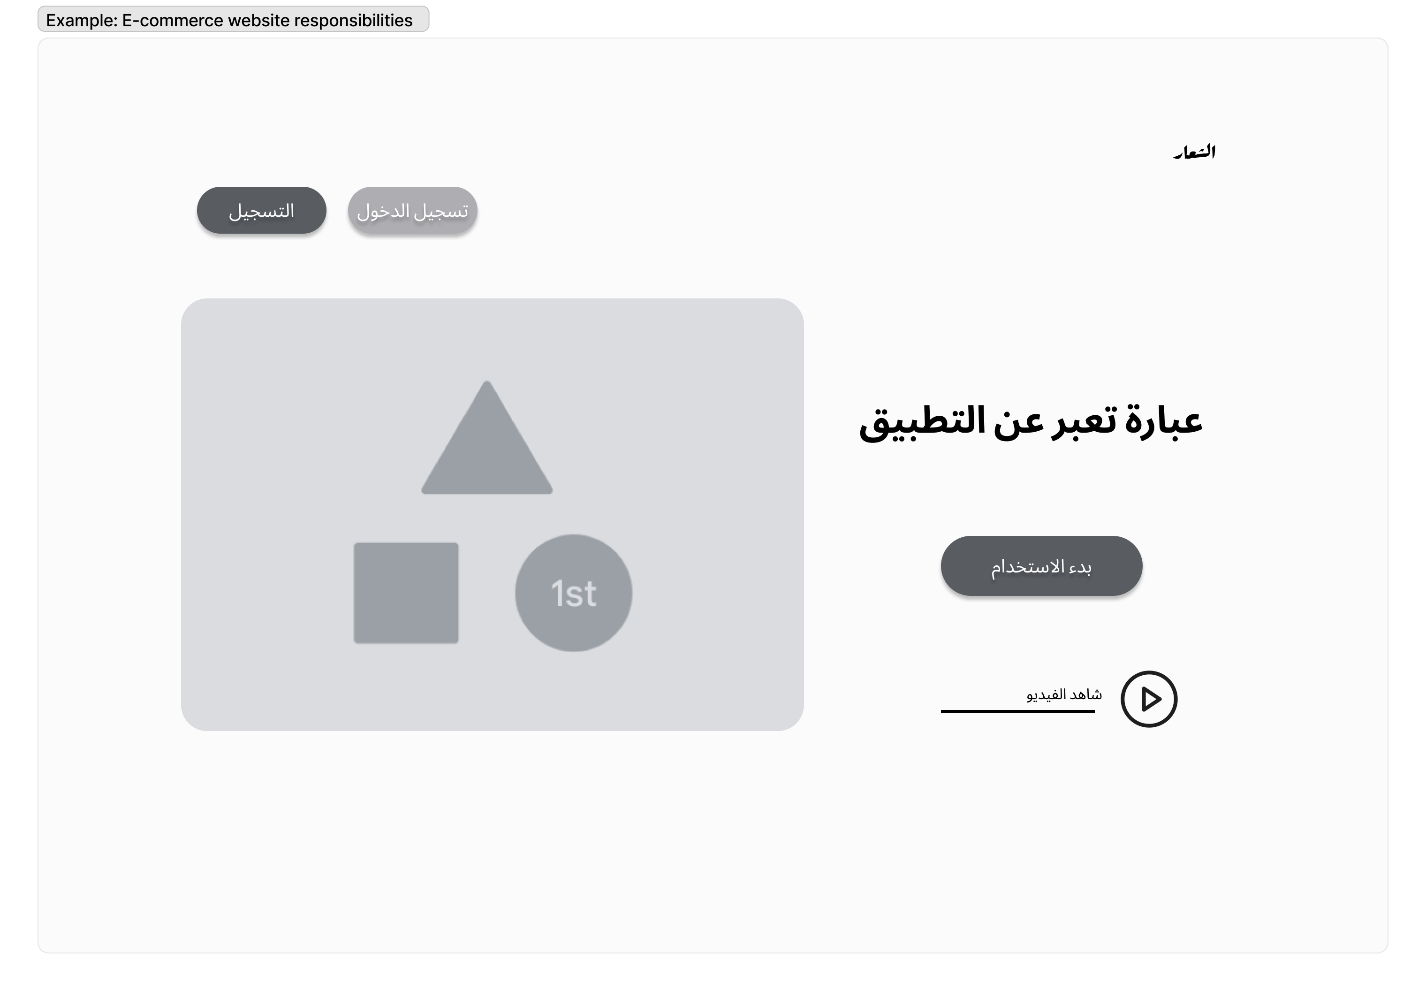 Example: E-commerce website responsibilities
الشعار
تسجيل الدخول
التسجيل
عبارة تعبر عن التطبيق
بدء الاستخدام
شاهد الفيديو
1st